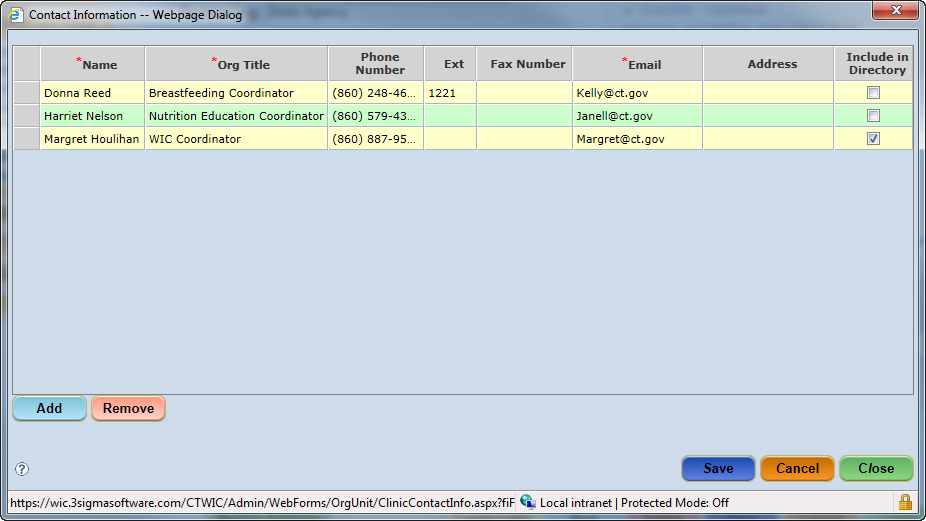 Contact Information -- Webpage Dialog
*Name *Org Title Phone Number Ext Fax Number *Email Address Include in Directory
Donna Reed Breastfeeding Coordinator (860) 248-46... 1221 Kelly@ct.gov
Harriet Nelson Nutrition Education Coordinator (860) 579-43... Janell@ct.gov
Margret Houlihan WIC Coordinator (860) 887-95... Margret@ct.gov
Add Remove
?
Save Cancel Close
https://wic.3sigmasoftware.com/CTWIC/Admin/WebForms/OrgUnit/ClinicContactInfo.aspx?fiF Local intranet | Protected Mode: Off